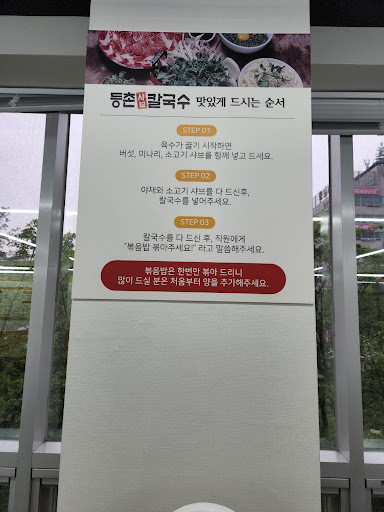 등촌샤브칼국수 맛있게 드시는 순서
STEP 01
육수가 끓기 시작하면
버섯, 미나리, 소고기 샤브를 함께 넣고 드세요.
STEP 02
야채와 소고기 샤브를 다 드신후,
칼국수를 넣어주세요.
STEP 03
칼국수를 다 드신 후, 직원에게
"볶음밥 볶아주세요!" 라고 말씀해주세요.
볶음밥은 한번만 볶아 드리니
많이 드실 분은 처음부터 양을 추가해주세요.